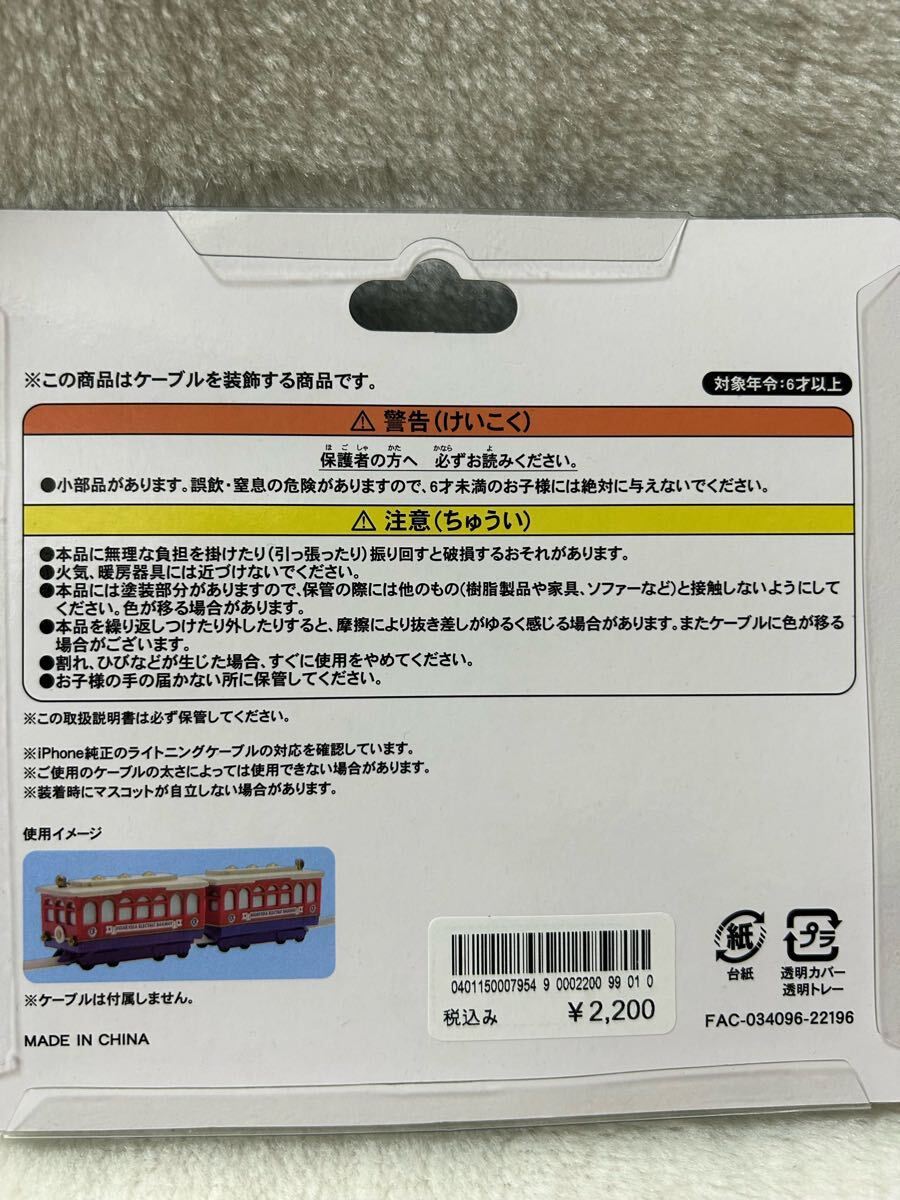 ※この商品はケーブルを装飾する商品です。
対象年令:6才以上
⚠ 警告(けいこく)
保護者の方へ 必ずお読みください。
●小部品があります。誤飲・窒息の危険がありますので、6才未満のお子様には絶対に与えないでください。
⚠ 注意(ちゅうい)
●本品に無理な負担を掛けたり(引っ張ったり)振り回すと破損するおそれがあります。
●火気、暖房器具には近づけないでください。
●本品には塗装部分がありますので、保管の際には他のもの(樹脂製品や家具、ソファーなど)と接触しないようにして
ください。色が移る場合があります。
●本品を繰り返しつけたり外したりすると、摩擦により抜き差しがゆるく感じる場合があります。またケーブルに色が移る
場合がございます。
●割れ、ひびなどが生じた場合、すぐに使用をやめてください。
●お子様の手の届かない所に保管してください。
※この取扱説明書は必ず保管してください。
※iPhone純正のライトニングケーブルの対応を確認しています。
※ご使用のケーブルの太さによっては使用できない場合があります。
※装着時にマスコットが自立しない場合があります。
使用イメージ
※ケーブルは付属しません。
MADE IN CHINA
0401150007954 9 0002200 99 01 0
税込み ¥2,200
紙
台紙
プラ
透明カバー
透明トレー
FAC-034096-22196